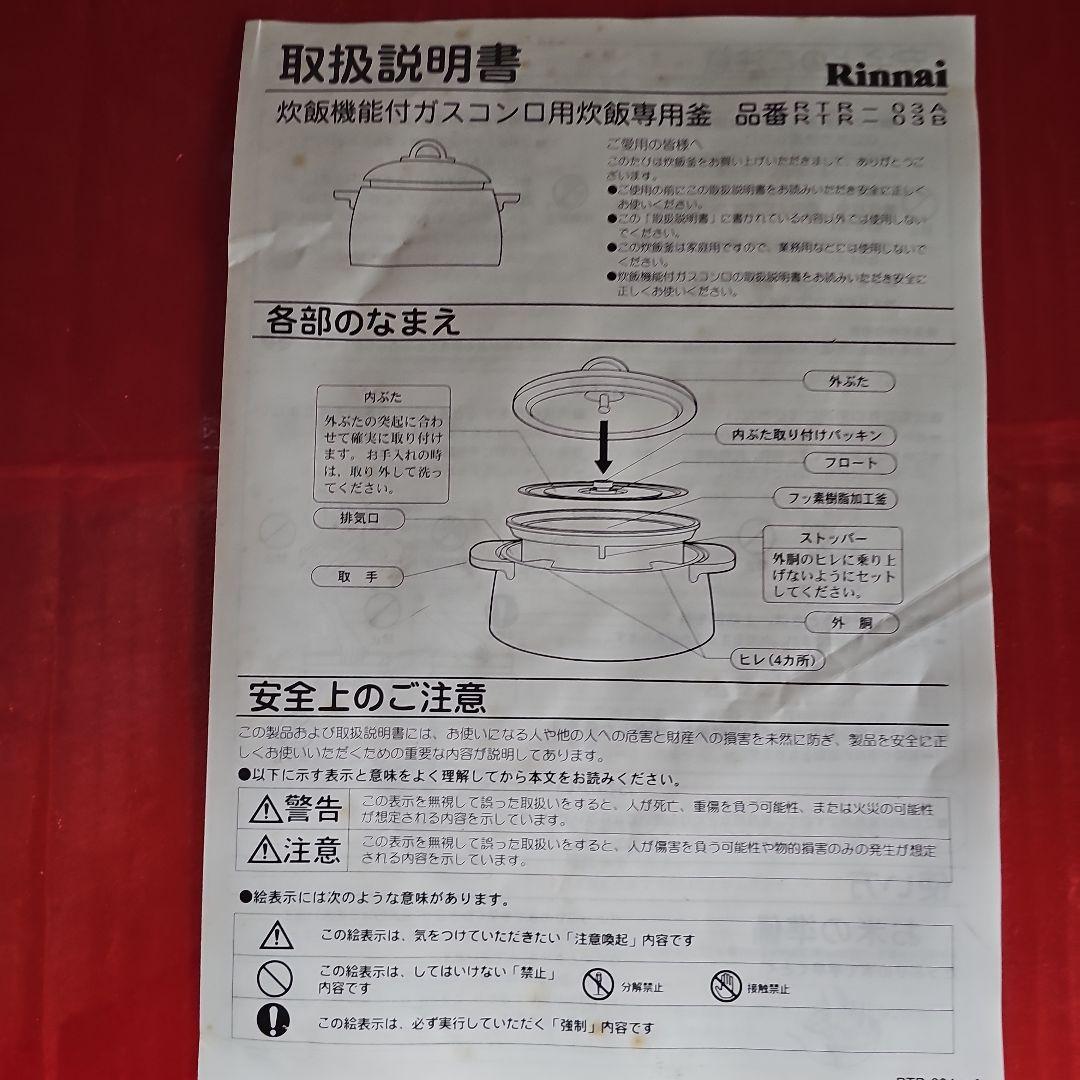 取扱説明書
Rinnai
炊飯機能付ガスコンロ用炊飯専用釜 品番RTR-03A
RTR-03B
ご愛用の皆様へ
このたびは炊飯釜をお買い上げいただきまして、ありがとうご
ざいます。
●ご使用の前にこの取扱説明書をお読みいただき安全に正しく
お使いください。
●この「取扱説明書」に書かれている内容以外では使用しない
でください。
●この炊飯釜は家庭用ですので、業務用などには使用しないで
ください。
●炊飯機能付ガスコンロの取扱説明書をお読みいただき安全に
正しくお使いください。
各部のなまえ
内ぶた
外ぶたの突起に合わ
せて確実に取り付け
ます。お手入れの時
は、取り外して洗っ
てください。
排気口
取 手
外ぶた
内ぶた取り付けパッキン
フロート
フッ素樹脂加工釜
ストッパー
外胴のヒレに乗り上
げないようにセット
してください。
外 胴
ヒレ(4カ所)
安全上のご注意
この製品および取扱説明書には、お使いになる人や他の人への危害と財産への損害を未然に防ぎ、製品を安全に正
しくお使いいただくための重要な内容が説明してあります。
●以下に示す表示と意味をよく理解してから本文をお読みください。
⚠警告 この表示を無視して誤った取扱いをすると、人が死亡、重傷を負う可能性、または火災の可能性
が想定される内容を示しています。
⚠注意 この表示を無視して誤った取扱いをすると、人が傷害を負う可能性や物的損害のみの発生が想定
される内容を示しています。
●絵表示には次のような意味があります。
この絵表示は、気をつけていただきたい「注意喚起」内容です
この絵表示は、してはいけない「禁止」
内容です
分解禁止
接触禁止
この絵表示は、必ず実行していただく「強制」内容です